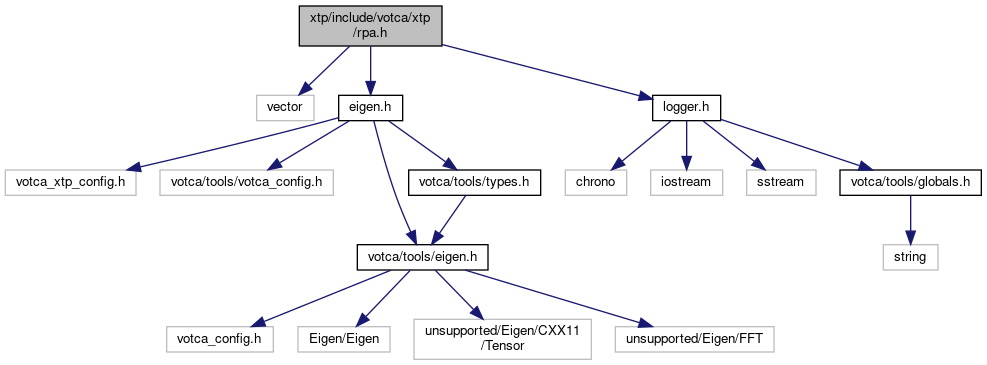 xtp/include/votca/xtp
/rpa.h
vector
eigen.h
logger.h
votca_xtp_config.h
votca/tools/votca_config.h
votca/tools/types.h
chrono
iostream
sstream
votca/tools/globals.h
votca/tools/eigen.h
string
votca_config.h
Eigen/Eigen
unsupported/Eigen/CXX11
/Tensor
unsupported/Eigen/FFT